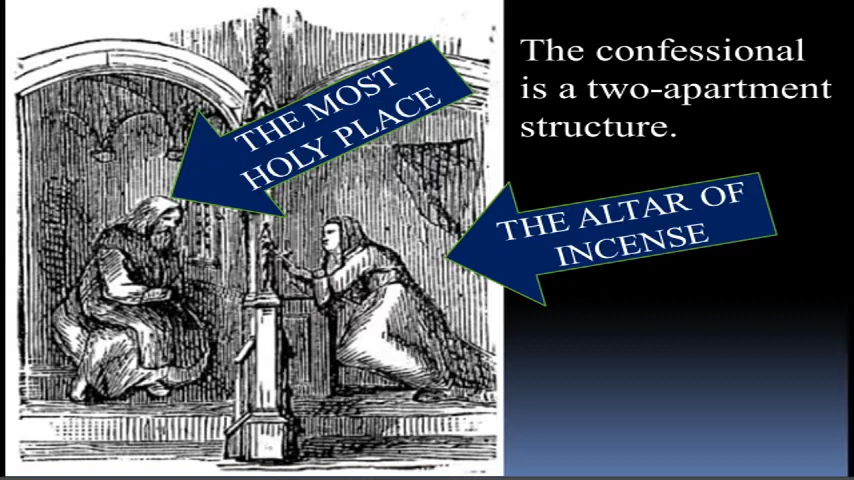 The confessional
is a two-apartment
structure.
THE MOST
HOLY PLACE
THE ALTAR OF
INCENSE